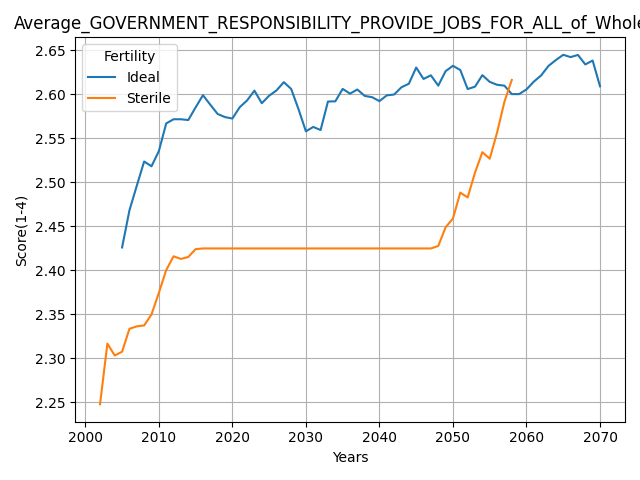 Average_GOVERNMENT_RESPONSIBILITY_PROVIDE_JOBS_FOR_ALL_of_Whole
Fertility
Ideal
Sterile
2.65
2.60
2.55
2.50
2.45
2.40
2.35
2.30
2.25
Score(1-4)
2000 2010 2020 2030 2040 2050 2060 2070
Years